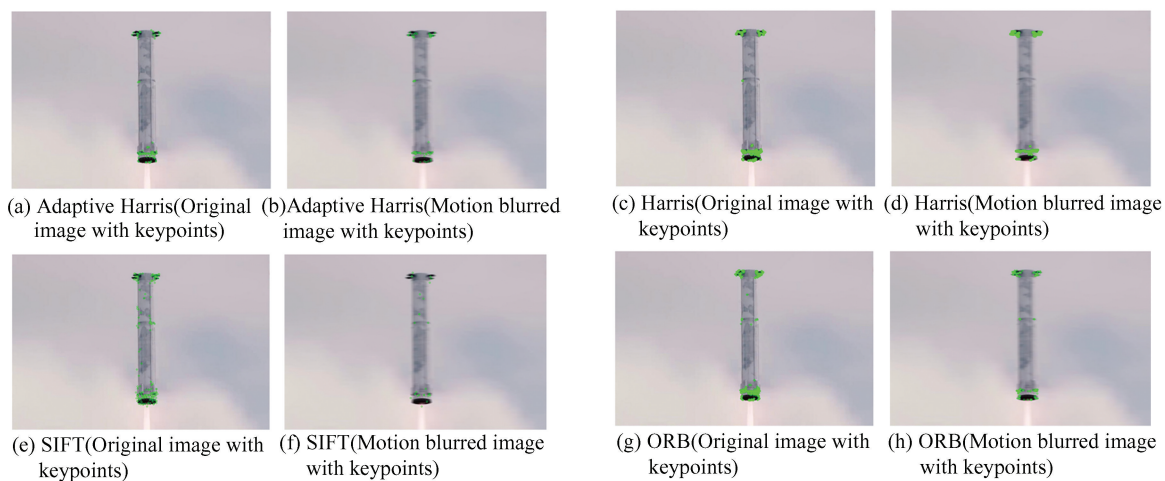 (a) Adaptive Harris(Original
image with keypoints)
(b)Adaptive Harris(Motion blurred
image with keypoints)
(c) Harris(Original image with
keypoints)
(d) Harris(Motion blurred image
with keypoints)
(e) SIFT(Original image with
keypoints)
(f) SIFT(Motion blurred image
with keypoints)
(g) ORB(Original image with
keypoints)
(h) ORB(Motion blurred image
with keypoints)